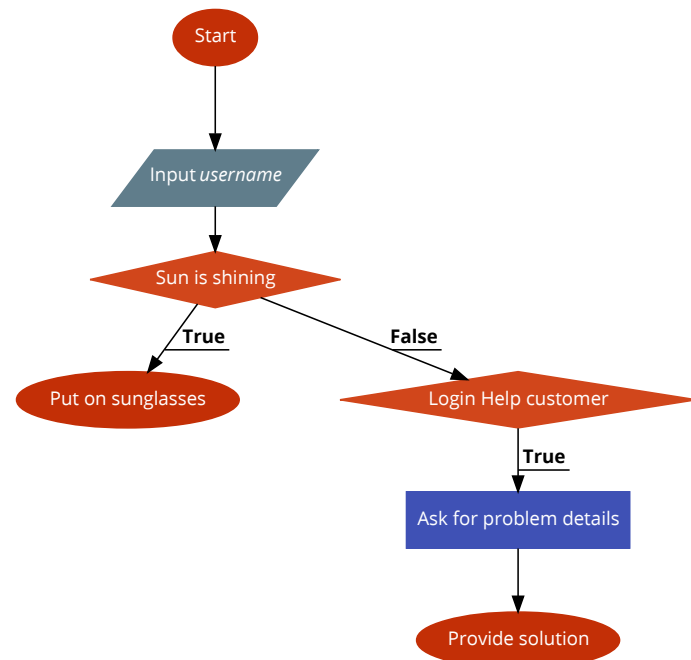 Start
Input username
Sun is shining
True
False
Put on sunglasses
Login Help customer
True
Ask for problem details
Provide solution